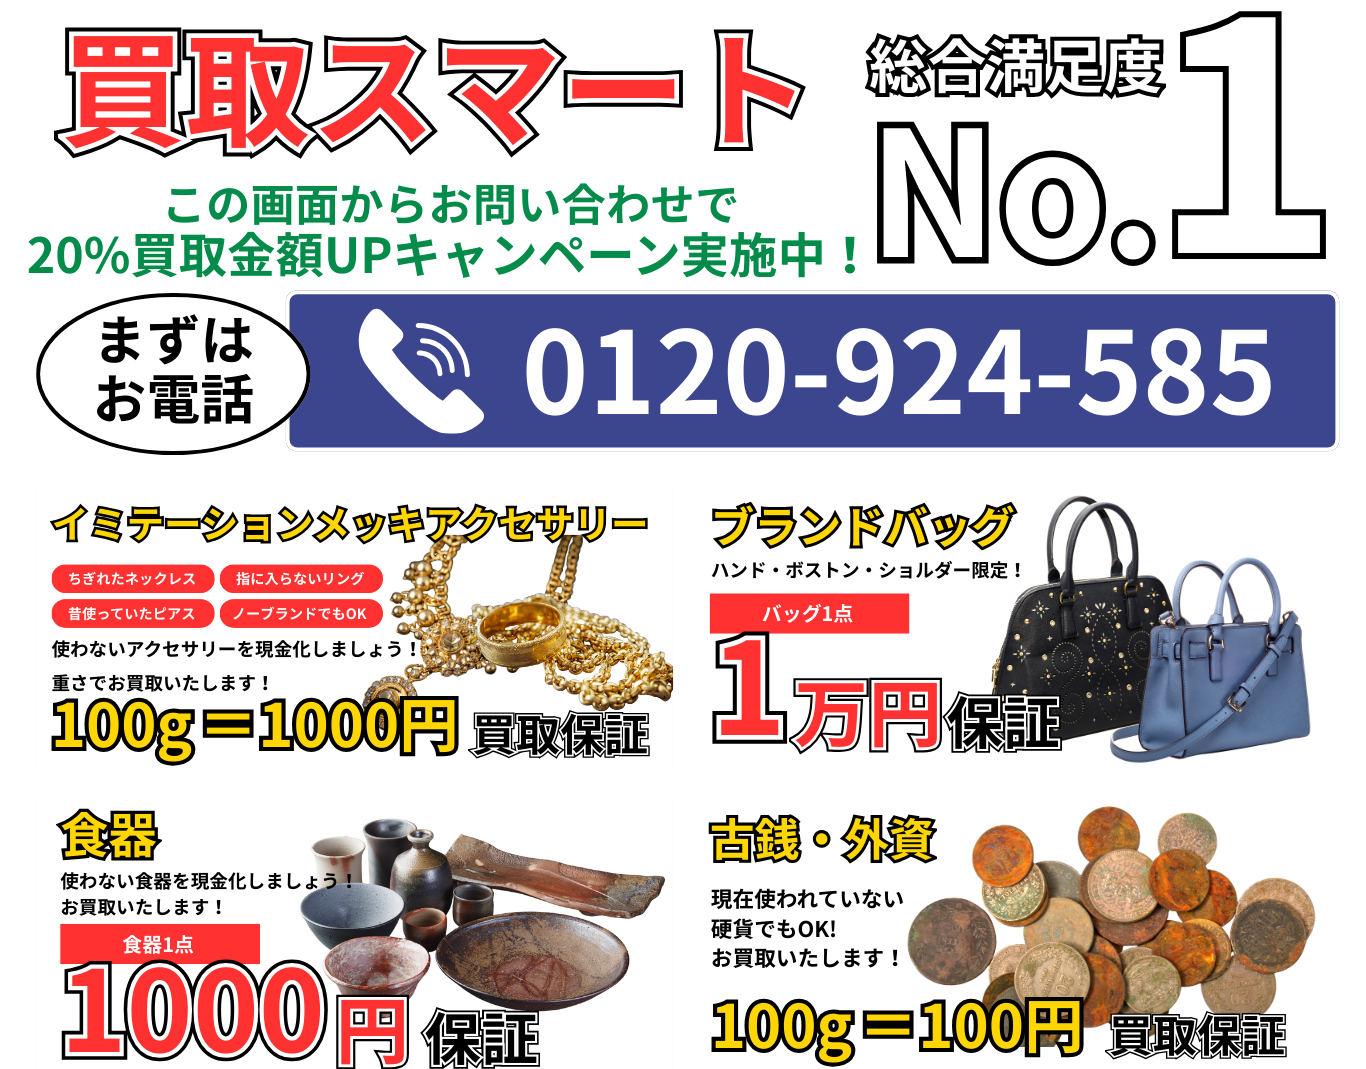 買取スマート
総合満足度
No.1
この画面からお問い合わせで
20%買取金額UPキャンペーン実施中！
まずは
お電話
0120-924-585
イミテーションメッキアクセサリー
ちぎれたネックレス
指に入らないリング
昔使っていたピアス
ノーブランドでもOK
使わないアクセサリーを現金化しましょう！
重さでお買取いたします！
100g＝1000円 買取保証
ブランドバッグ
ハンド・ボストン・ショルダー限定！
バッグ1点
1万円保証
食器
使わない食器を現金化しましょう！
お買取いたします！
食器1点
1000円 保証
古銭・外資
現在使われていない
硬貨でもOK!
お買取いたします！
100g＝100円 買取保証